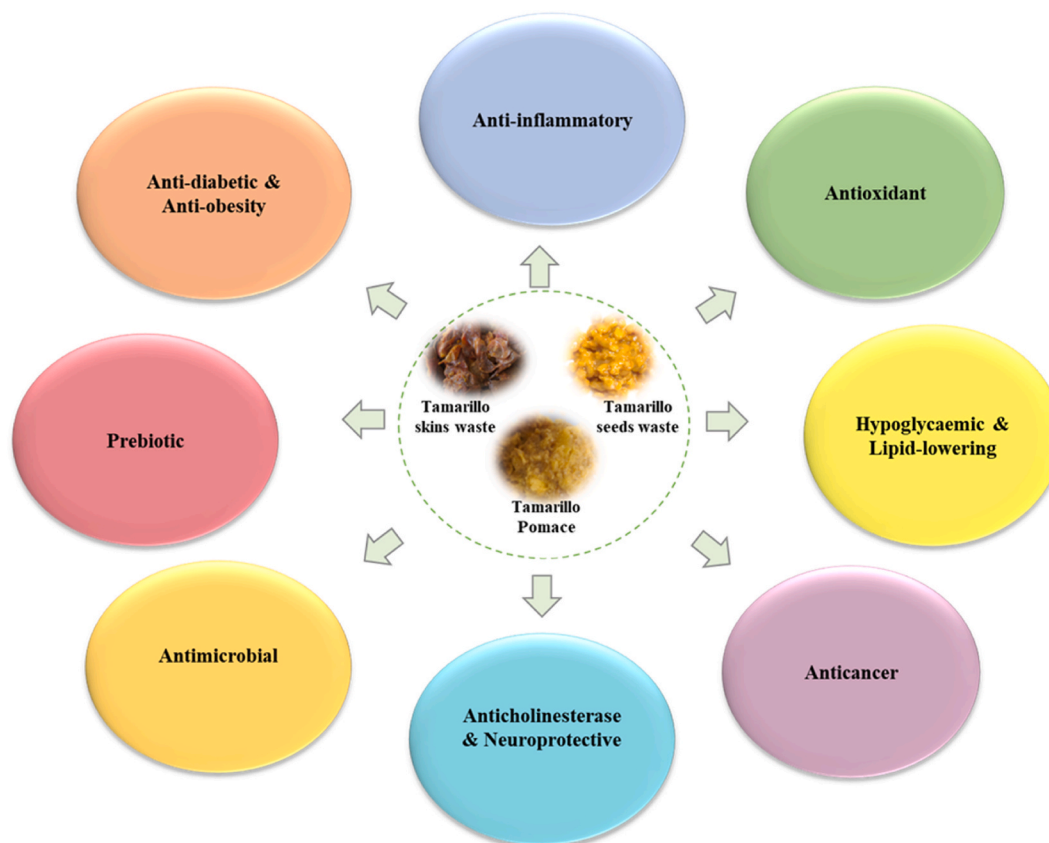 Anti-inflammatory
Anti-diabetic &
Anti-obesity
Antioxidant
Tamarillo
skins waste
Tamarillo
seeds waste
Tamarillo
Pomace
Prebiotic
Hypoglycaemic &
Lipid-lowering
Antimicrobial
Anticancer
Anticholinesterase
& Neuroprotective